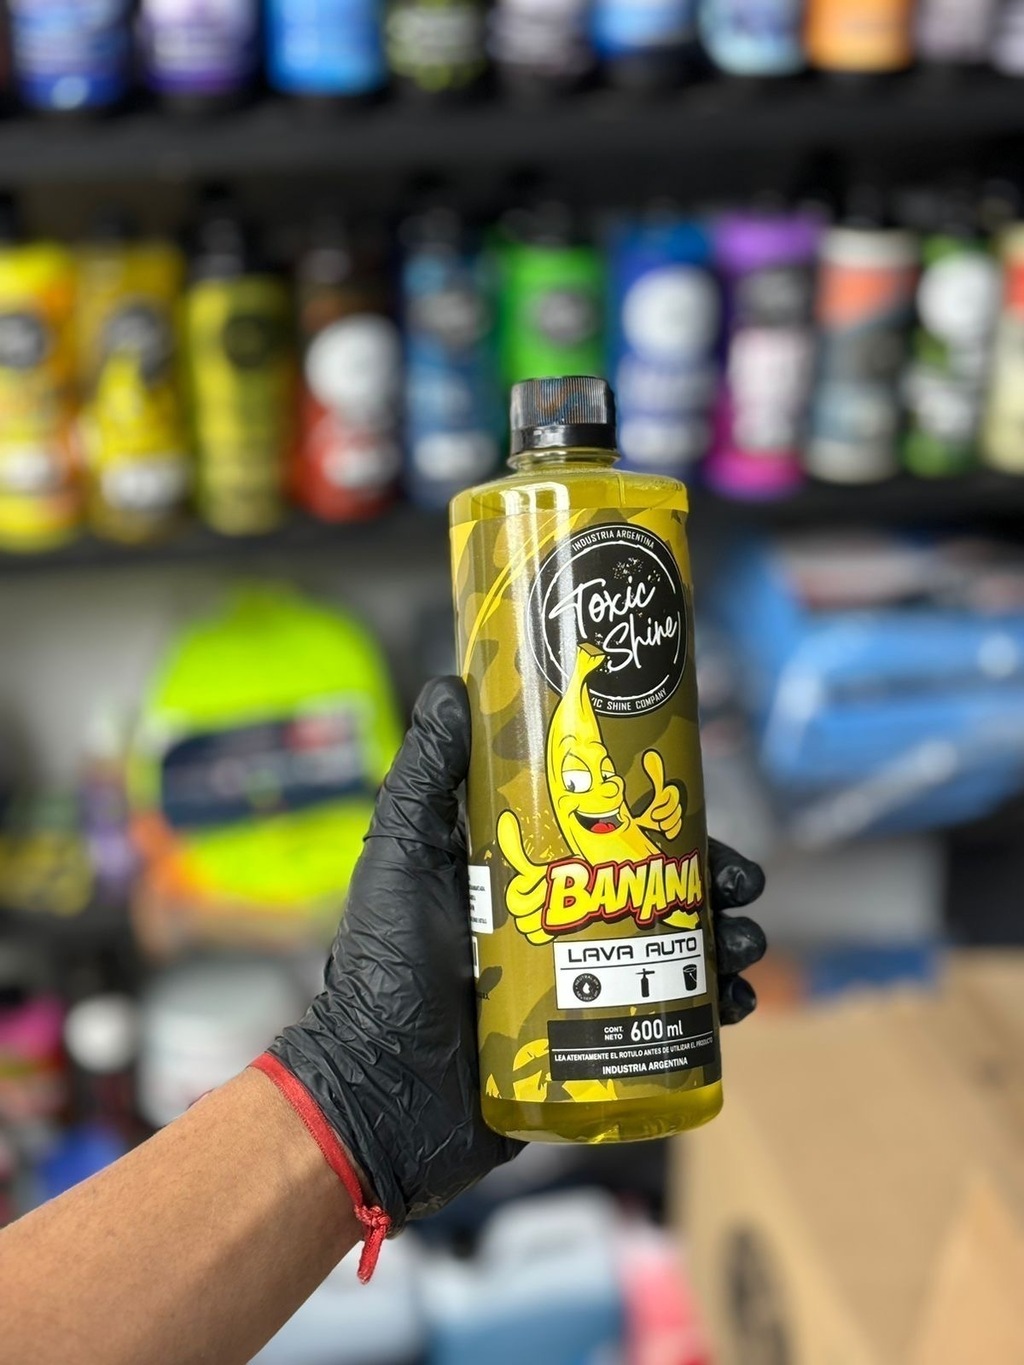 INDUSTRIA ARGENTINA
Toxic
Shine
IC SHINE COMPANY
BANANA
LAVA AUTO
CONT.
NETO
600 ml
LEA ATENTAMENTE EL ROTULO ANTES DE UTILIZAR EL PRODUCTO
INDUSTRIA ARGENTINA